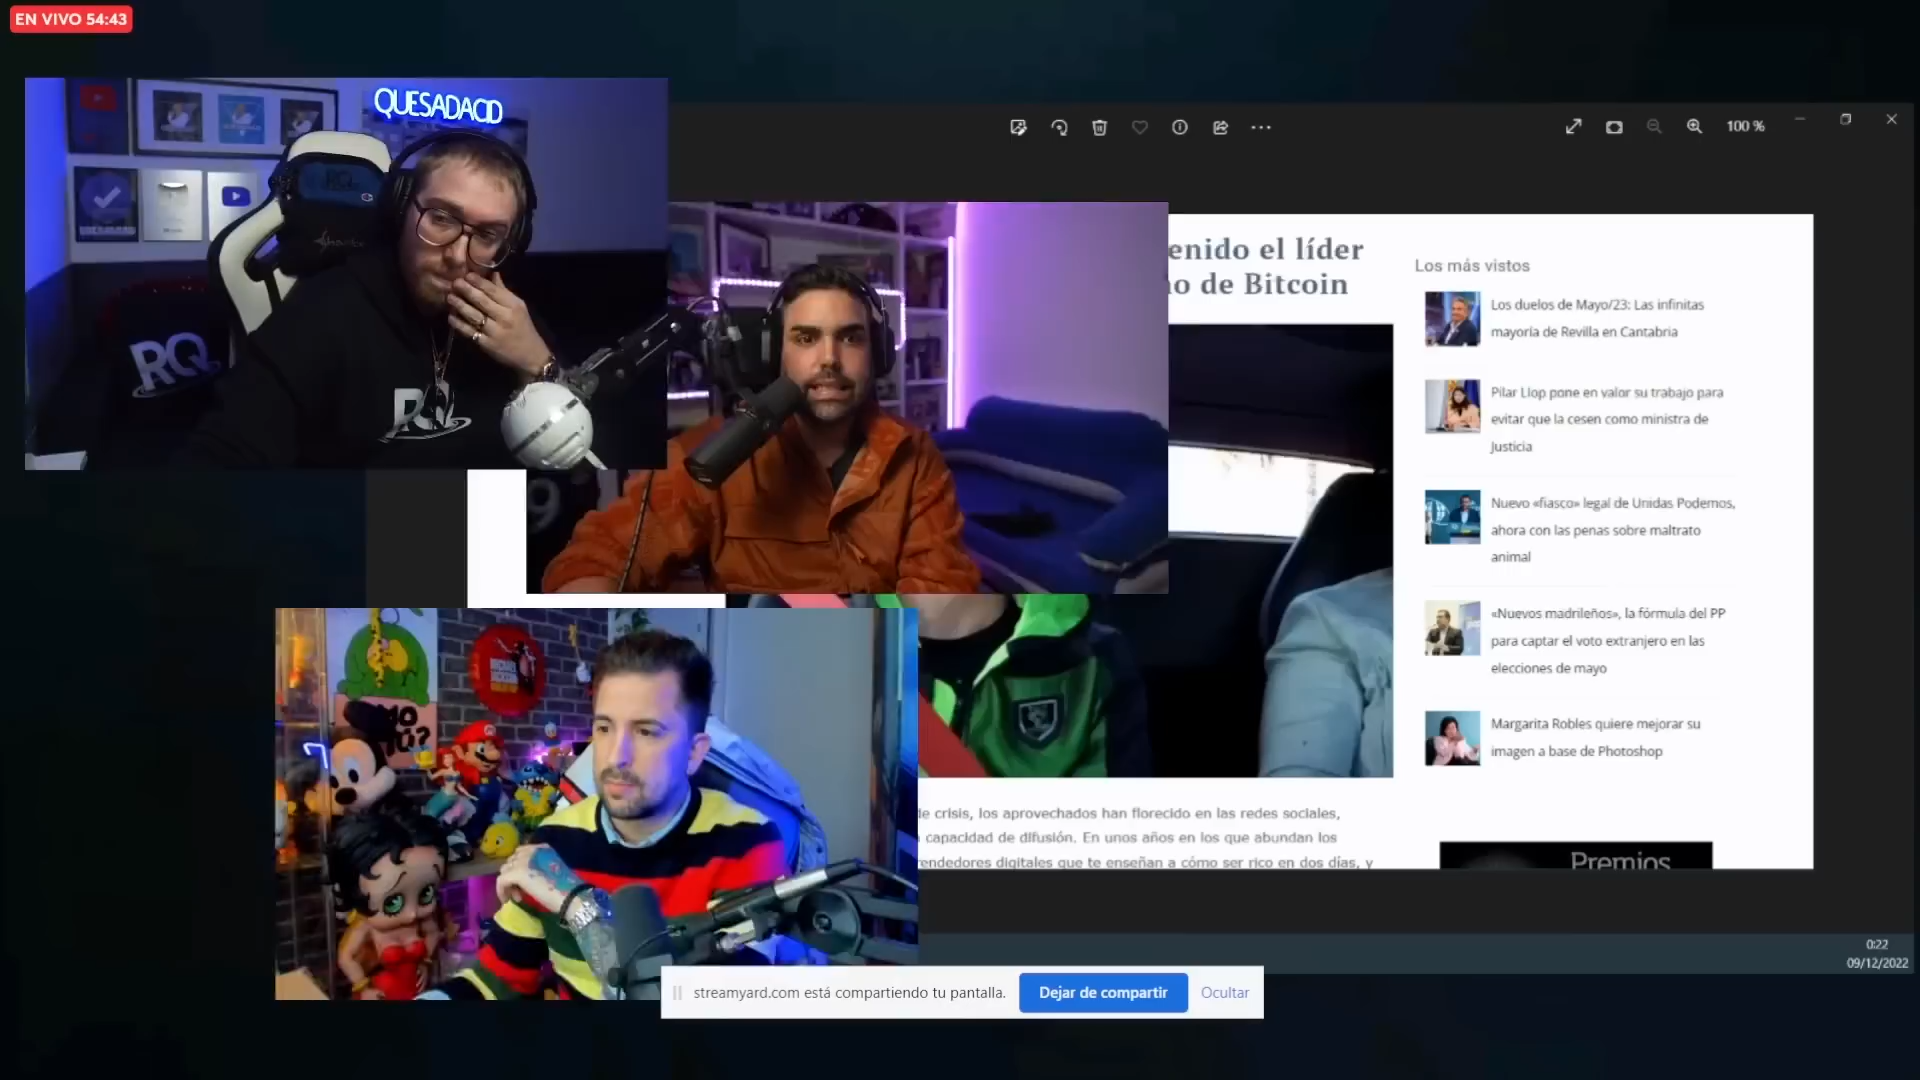 EN VIVO 54:43
QUESADACID
RQ
RQ
100 %
enido el líder
o de Bitcoin
Los más vistos
Los duelos de Mayo/23: Las infinitas
mayoría de Revilla en Cantabria
Pilar Llop pone en valor su trabajo para
evitar que la cesen como ministra de
Justicia
Nuevo «fiasco» legal de Unidas Podemos,
ahora con las penas sobre maltrato
animal
«Nuevos madrileños», la fórmula del PP
para captar el voto extranjero en las
elecciones de mayo
Margarita Robles quiere mejorar su
imagen a base de Photoshop
de crisis, los aprovechados han florecido en las redes sociales,
capacidad de difusión. En unos años en los que abundan los
rendedores digitales que te enseñan a cómo ser rico en dos días, y
Premios
0:22
09/12/2022
streamyard.com está compartiendo tu pantalla.
Dejar de compartir
Ocultar